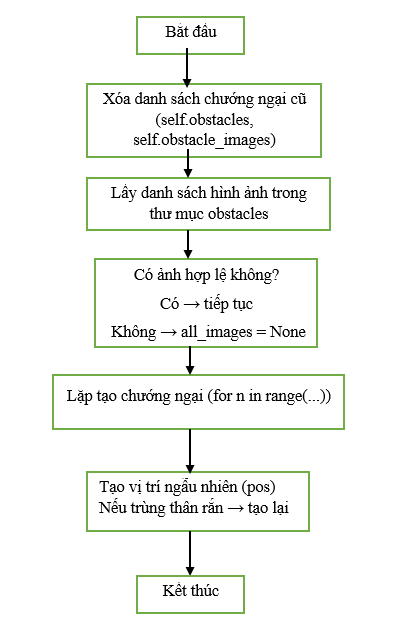 Bắt đầu
Xóa danh sách chướng ngại cũ
(self.obstacles,
self.obstacle_images)
Lấy danh sách hình ảnh trong
thư mục obstacles
Có ảnh hợp lệ không?
Có → tiếp tục
Không → all_images = None
Lặp tạo chướng ngại (for n in range(...))
Tạo vị trí ngẫu nhiên (pos)
Nếu trùng thân rắn → tạo lại
Kết thúc